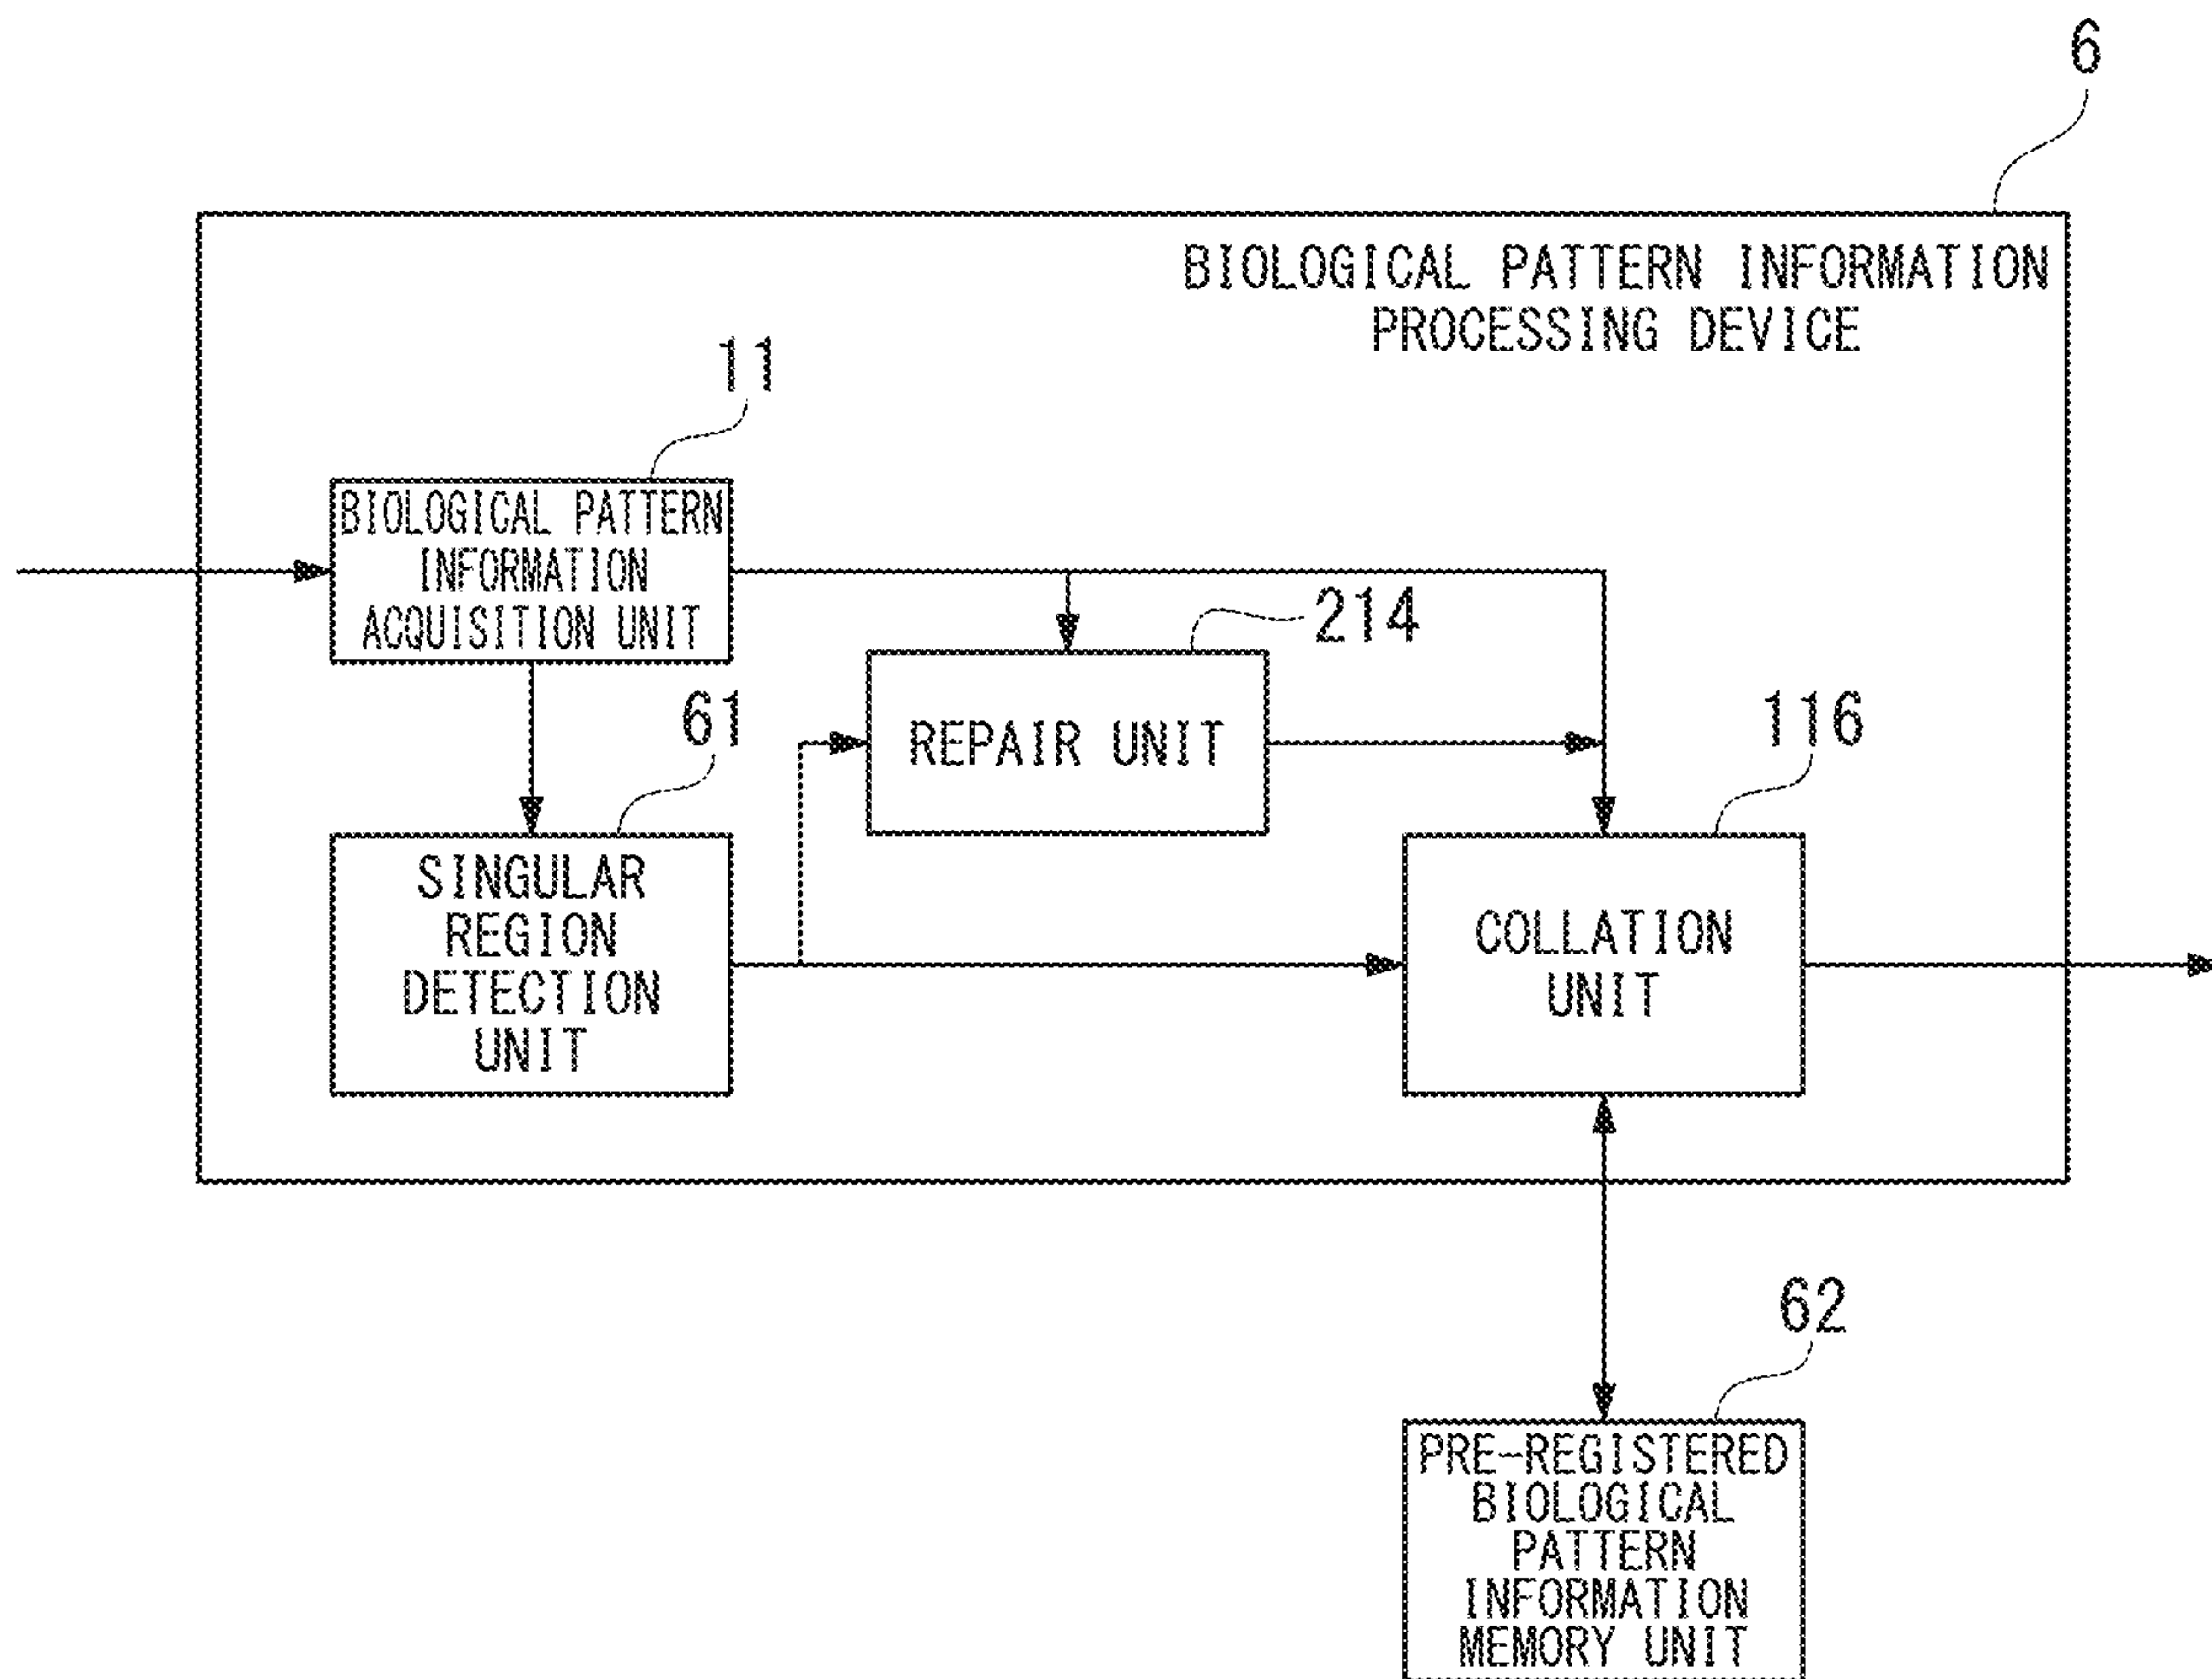 6
BIOLOGICAL PATTERN INFORMATION
PROCESSING DEVICE
11
BIOLOGICAL PATTERN
INFORMATION
ACQUISITION UNIT
214
REPAIR UNIT
61
SINGULAR
REGION
DETECTION
UNIT
116
COLLATION
UNIT
62
PRE-REGISTERED
BIOLOGICAL
PATTERN
INFORMATION
MEMORY UNIT